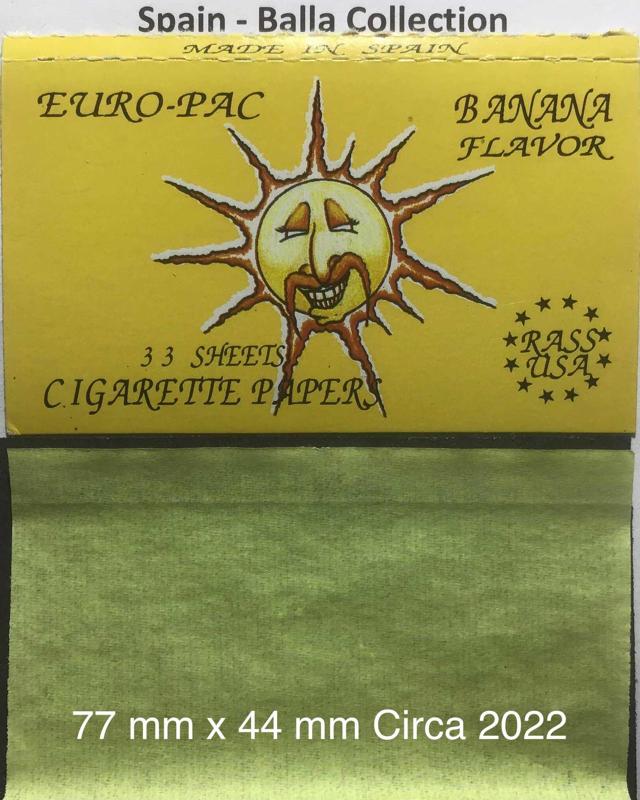 Spain - Balla Collection
MADE IN SPAIN
EURO-PAC
BANANA
FLAVOR
33 SHEETS
CIGARETTE PAPERS
RASS
USA
77 mm x 44 mm Circa 2022